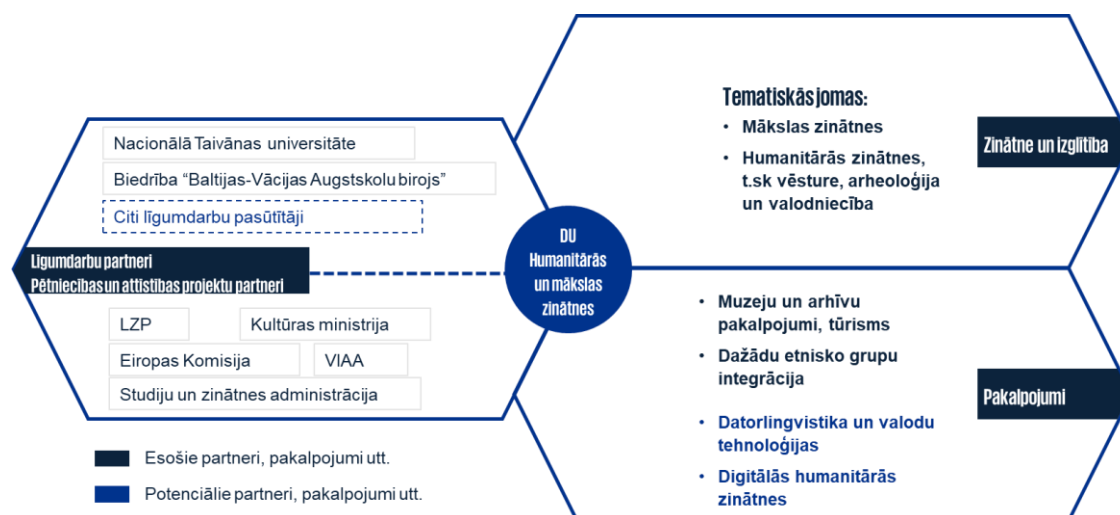 Nacionālā Taivānas universitāte
Biedrība “Baltijas-Vācijas Augstskolu birojs”
Citi līgumdarbu pasūtītāji
Līgumdarbu partneri
Pētniecības un attīstības projektu partneri
LZP
Kultūras ministrija
Eiropas Komisija
VIAA
Studiju un zinātnes administrācija
Esošie partneri, pakalpojumi utt.
Potenciālie partneri, pakalpojumi utt.
DU
Humanitārās
un mākslas
zinātnes
Tematiskās jomas:
• Mākslas zinātnes
• Humanitārās zinātnes,
t.sk vēsture, arheoloģija
un valodniecība
Zinātne un izglītība
• Muzeju un arhīvu
pakalpojumi, tūrisms
• Dažādu etnisko grupu
integrācija
• Datorlingvistika un valodu
tehnoloģijas
• Digitālās humanitārās
zinātnes
Pakalpojumi